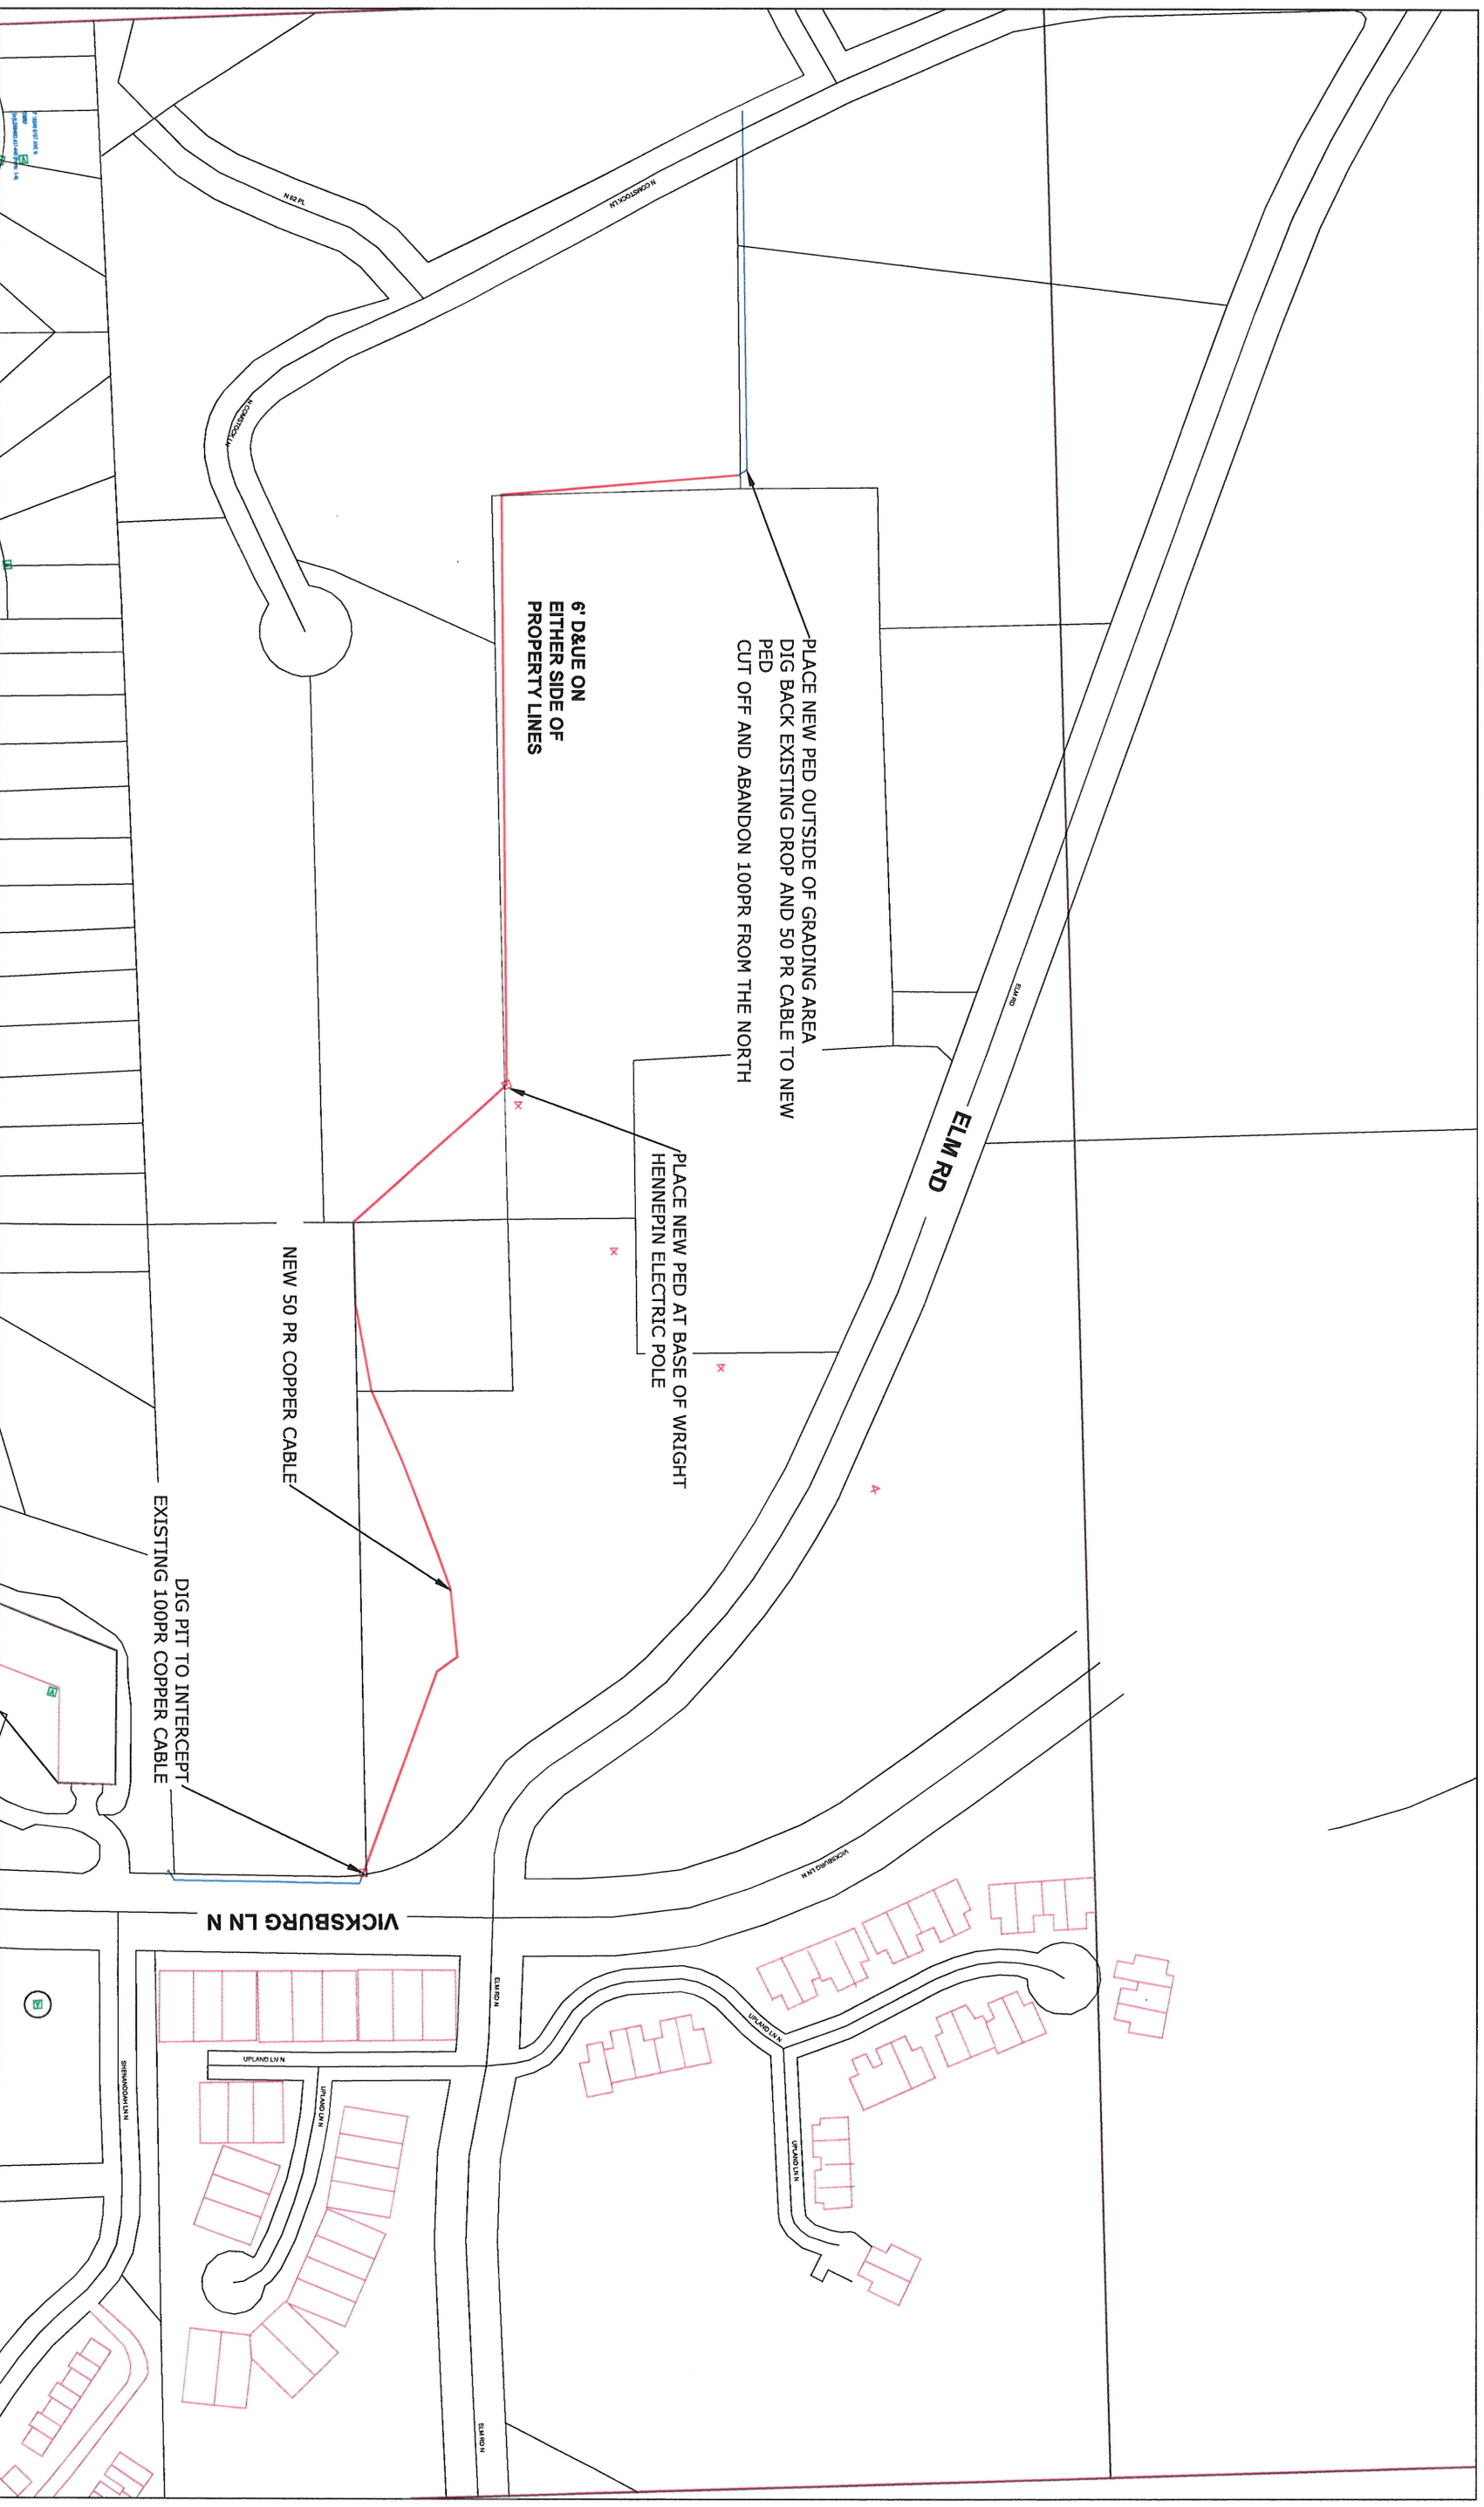 PLACE NEW PED OUTSIDE OF GRADING AREA
DIG BACK EXISTING DROP AND 50 PR CABLE TO NEW
PED
CUT OFF AND ABANDON 100PR FROM THE NORTH
6' D&UE ON
EITHER SIDE OF
PROPERTY LINES
PLACE NEW PED AT BASE OF WRIGHT
HENNEPIN ELECTRIC POLE
NEW 50 PR COPPER CABLE
DIG PIT TO INTERCEPT
EXISTING 100PR COPPER CABLE
ELM RD
ELM RD
VICKSBURG LN N
VICKSBURG LN N
N COMSTOCK LN
N COMSTOCK LN
N 62 PL
ELM RD N
ELM RD N
UPLAND LN N
UPLAND LN N
UPLAND LN N
UPLAND LN N
SHENANDOAH LN N